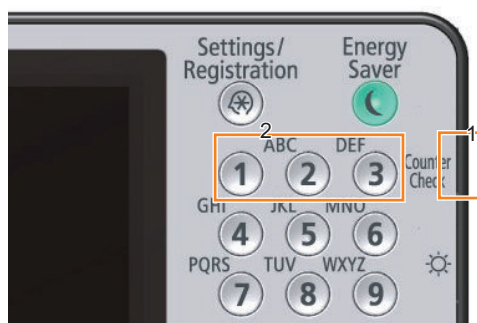 Settings/ Energy
Registration Saver
2 1
ABC DEF
1 2 3 Counter
Check
GHI JKL MNO
4 5 6
PQRS TUV WXYZ
7 8 9